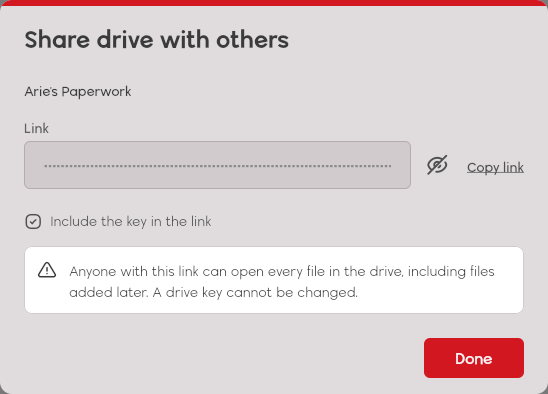 Share drive with others
Arie's Paperwork
Link
Copy link
Include the key in the link
Anyone with this link can open every file in the drive, including files
added later. A drive key cannot be changed.
Done